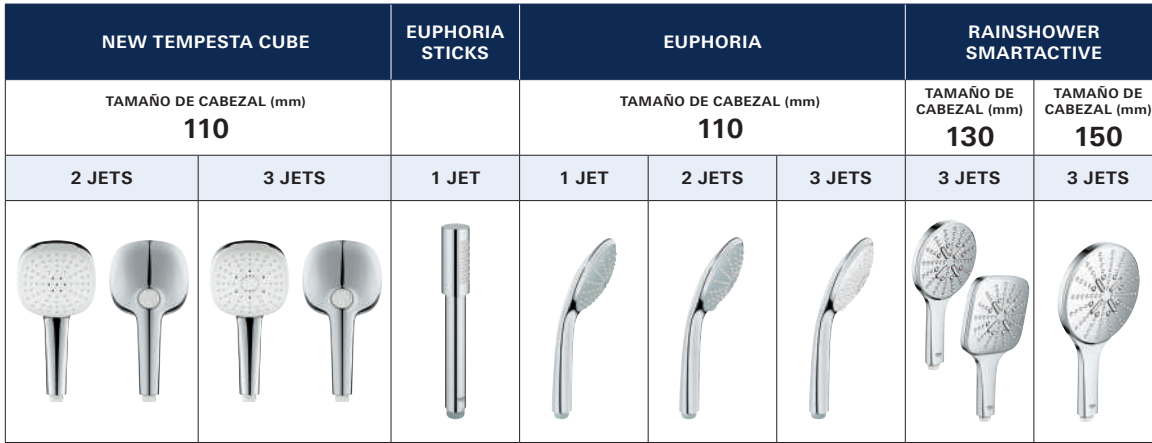 NEW TEMPESTA CUBE
EUPHORIA
STICKS
EUPHORIA
RAINSHOWER
SMARTACTIVE
TAMAÑO DE CABEZAL (mm)
110
TAMAÑO DE CABEZAL (mm)
110
TAMAÑO DE
CABEZAL (mm)
130
TAMAÑO DE
CABEZAL (mm)
150
2 JETS
3 JETS
1 JET
1 JET
2 JETS
3 JETS
3 JETS
3 JETS